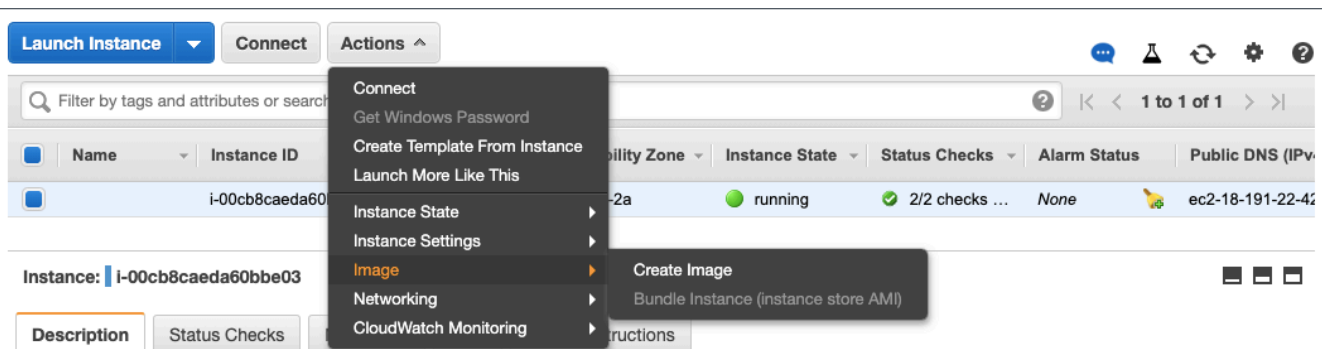 Launch Instance Connect Actions
Filter by tags and attributes or search
1 to 1 of 1
Connect
Get Windows Password
Create Template From Instance
Launch More Like This
Instance State
Instance Settings
Image
Networking
CloudWatch Monitoring
Create Image
Bundle Instance (instance store AMI)
Name Instance ID Zone Instance State Status Checks Alarm Status Public DNS
i-00cb8caeda60 -2a running 2/2 checks ... None ec2-18-191-22-42
Instance: i-00cb8caeda60bbe03
Description Status Checks